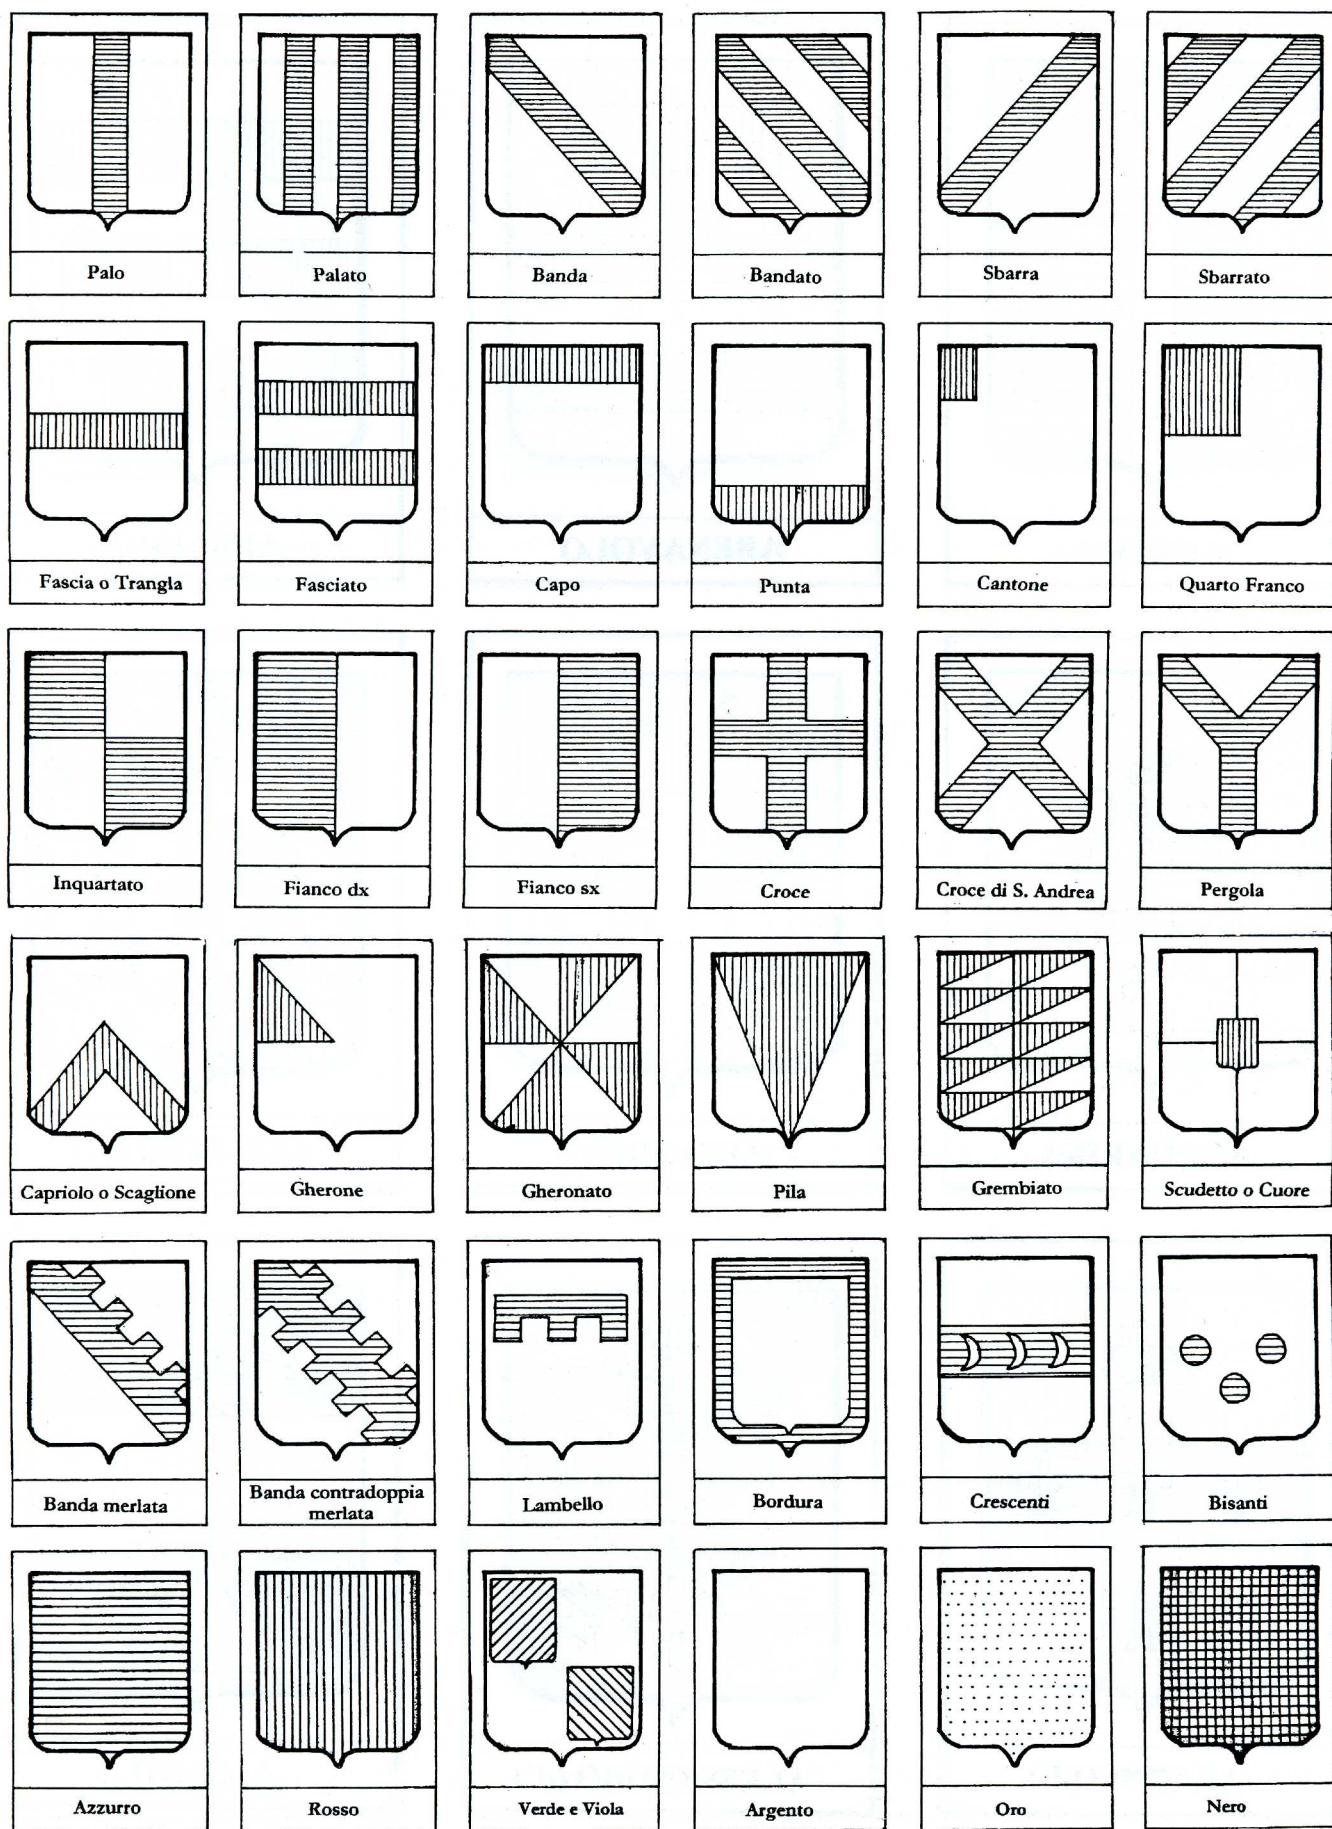 Palo
Palato
Banda
Bandato
Sbarra
Sbarrato
Fascia o Trangla
Fasciato
Capo
Punta
Cantone
Quarto Franco
Inquartato
Fianco dx
Fianco sx
Croce
Croce di S. Andrea
Pergola
Capriolo o Scaglione
Gherone
Gheronato
Pila
Grembiato
Scudetto o Cuore
Banda merlata
Banda contradoppia
merlata
Lambello
Bordura
Crescenti
Bisanti
Azzurro
Rosso
Verde e Viola
Argento
Oro
Nero